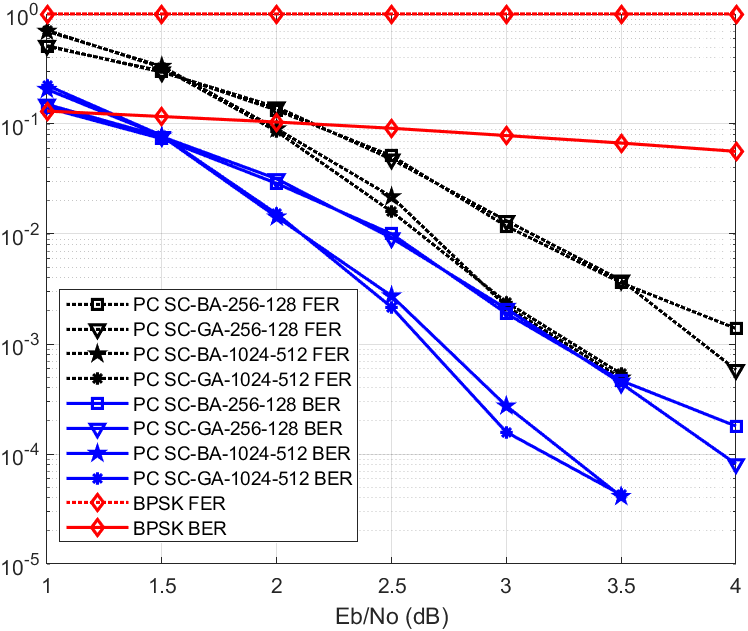 10^0
10^-1
10^-2
10^-3
10^-4
10^-5
PC SC-BA-256-128 FER
PC SC-GA-256-128 FER
PC SC-BA-1024-512 FER
PC SC-GA-1024-512 FER
PC SC-BA-256-128 BER
PC SC-GA-256-128 BER
PC SC-BA-1024-512 BER
PC SC-GA-1024-512 BER
BPSK FER
BPSK BER
1 1.5 2 2.5 3 3.5 4
Eb/No (dB)